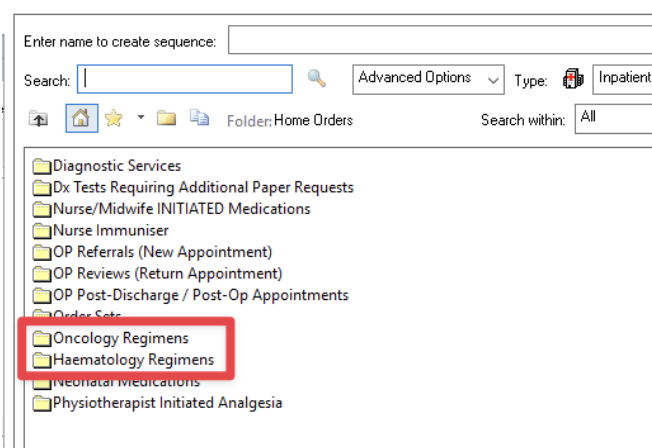 Enter name to create sequence:
Search: Advanced Options Type: Inpatient
Folder: Home Orders Search within: All
Diagnostic Services
Dx Tests Requiring Additional Paper Requests
Nurse/Midwife INITIATED Medications
Nurse Immuniser
OP Referrals (New Appointment)
OP Reviews (Return Appointment)
OP Post-Discharge / Post-Op Appointments
Order Sets
Oncology Regimens
Haematology Regimens
Neonatal Medications
Physiotherapist Initiated Analgesia